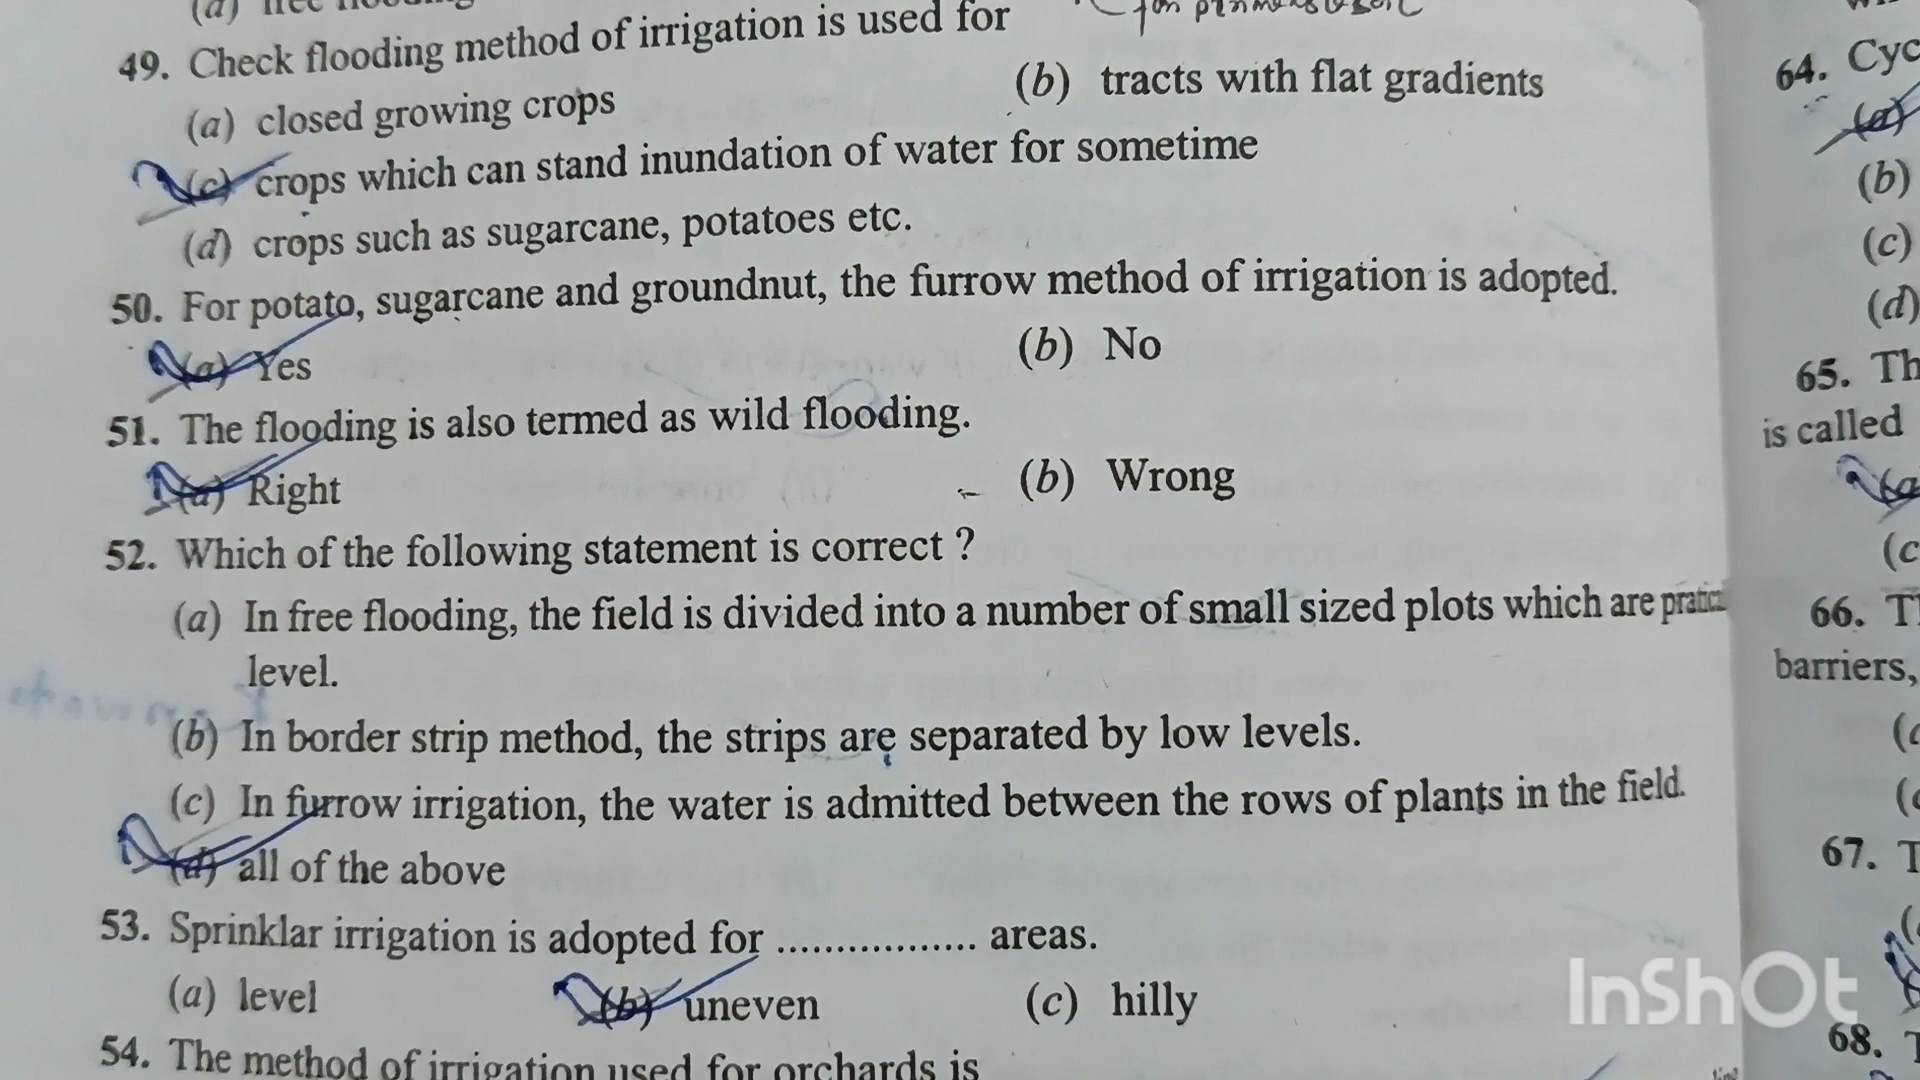 49. Check flooding method of irrigation is used for
(a) closed growing crops (b) tracts with flat gradients
(c) crops which can stand inundation of water for sometime
(d) crops such as sugarcane, potatoes etc.
50. For potato, sugarcane and groundnut, the furrow method of irrigation is adopted.
(a) Yes (b) No
51. The flooding is also termed as wild flooding.
(a) Right (b) Wrong
52. Which of the following statement is correct ?
(a) In free flooding, the field is divided into a number of small sized plots which are
level.
(b) In border strip method, the strips are separated by low levels.
(c) In furrow irrigation, the water is admitted between the rows of plants in the field.
(d) all of the above
53. Sprinklar irrigation is adopted for ................. areas.
(a) level (b) uneven (c) hilly
54. The method of irrigation used for orchards is
64.
(a)
(b)
(c)
(d)
65.
is called
66.
barriers,
67.
68.
InShOt